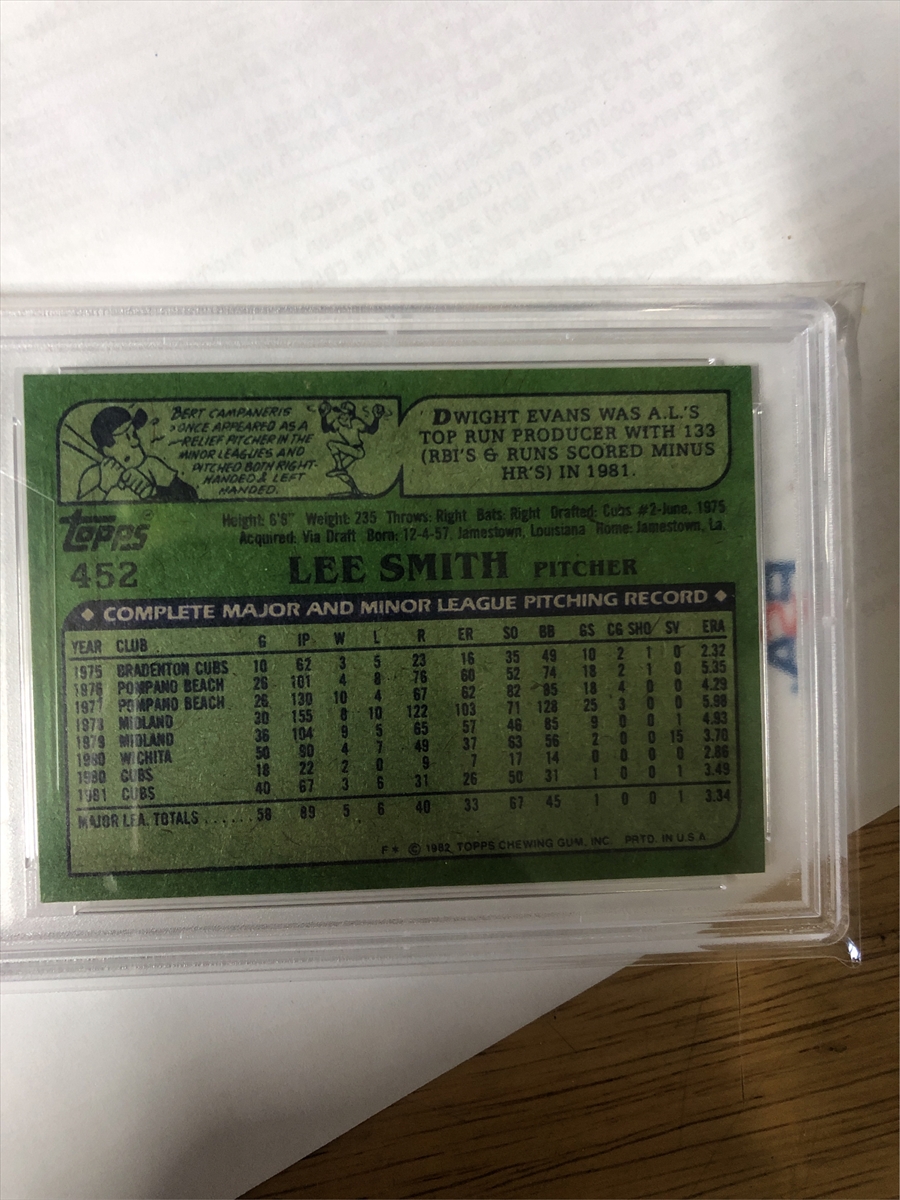 BERT CAMPANERIS
ONCE APPEARED AS A
RELIEF PITCHER IN THE
MINOR LEAGUES AND
PITCHED BOTH RIGHT-
HANDED & LEFT
HANDED.
DWIGHT EVANS WAS A.L.'S
TOP RUN PRODUCER WITH 133
(RBI'S & RUNS SCORED MINUS
HR'S) IN 1981.
Topps
452
Height: 6'6" Weight: 235 Throws: Right Bats: Right Drafted: Cubs #2-June, 1975
Acquired: Via Draft Born: 12-4-57, Jamestown, Louisiana Home: Jamestown, La.
LEE SMITH PITCHER
COMPLETE MAJOR AND MINOR LEAGUE PITCHING RECORD
YEAR CLUB G IP W L R ER SO BB GS CG SHO SV ERA
1975 BRADENTON CUBS 10 62 3 5 23 16 35 49 10 2 1 0 2.32
1976 POMPANO BEACH 26 101 4 8 76 60 52 74 18 2 1 0 5.35
1977 POMPANO BEACH 26 130 10 4 67 62 82 85 18 4 0 0 4.29
1978 MIDLAND 30 155 8 10 122 103 71 128 25 3 0 0 5.98
1979 MIDLAND 36 104 9 5 65 57 46 85 9 0 0 1 4.93
1980 WICHITA 50 90 4 7 49 37 63 56 2 0 0 15 3.70
1980 CUBS 18 22 2 0 9 7 17 14 0 0 0 0 2.86
1981 CUBS 40 67 3 6 31 26 50 31 1 0 0 1 3.49
MAJOR LEA. TOTALS ...... 58 89 5 6 40 33 67 45 1 0 0 1 3.34
F* © 1982 TOPPS CHEWING GUM, INC. PRTD. IN U.S.A.